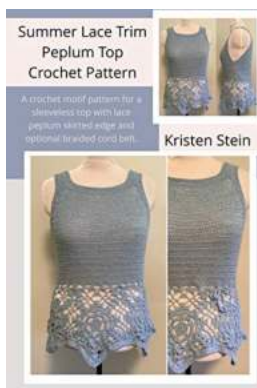 Summer Lace Trim
Peplum Top
Crochet Pattern
A crochet motif pattern for a
sleeveless top with lace
peplum skirted edge and
optional braided cord belt.
Kristen Stein